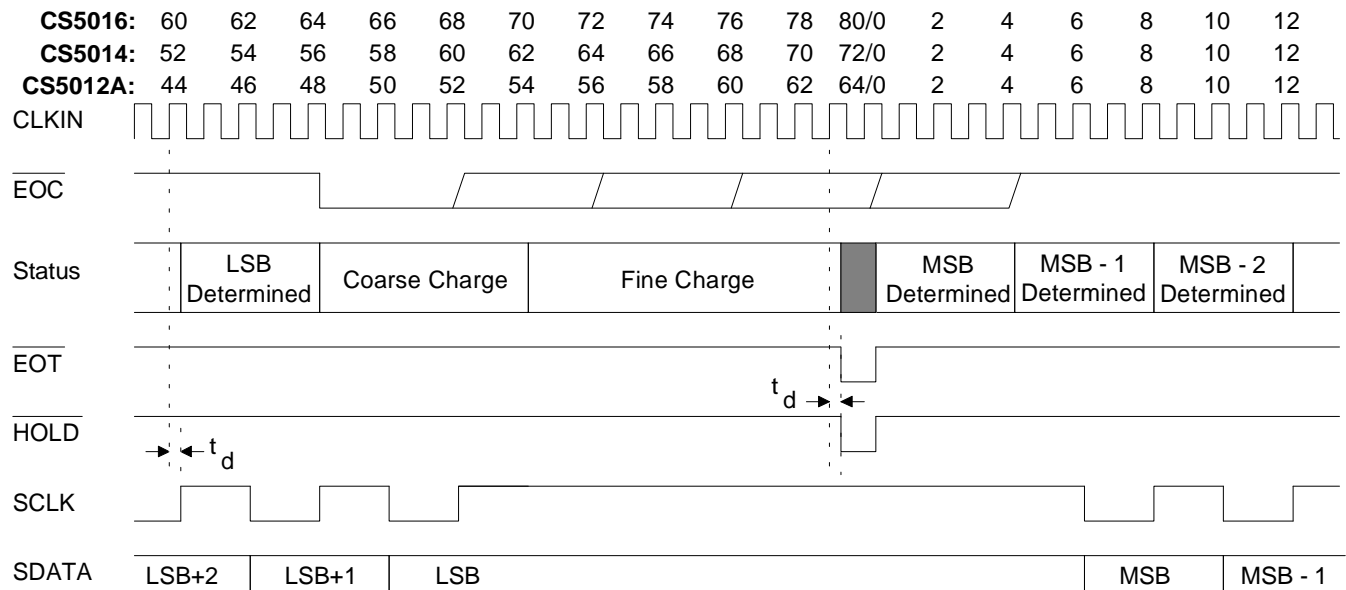 CS5016: 60 62 64 66 68 70 72 74 76 78 80/0 2 4 6 8 10 12
CS5014: 52 54 56 58 60 62 64 66 68 70 72/0 2 4 6 8 10 12
CS5012A: 44 46 48 50 52 54 56 58 60 62 64/0 2 4 6 8 10 12
CLKIN
EOC
Status
LSB
Determined
Coarse Charge
Fine Charge
MSB
Determined
MSB - 1
Determined
MSB - 2
Determined
EOT
td
HOLD
td
SCLK
SDATA LSB+2 LSB+1 LSB MSB MSB - 1